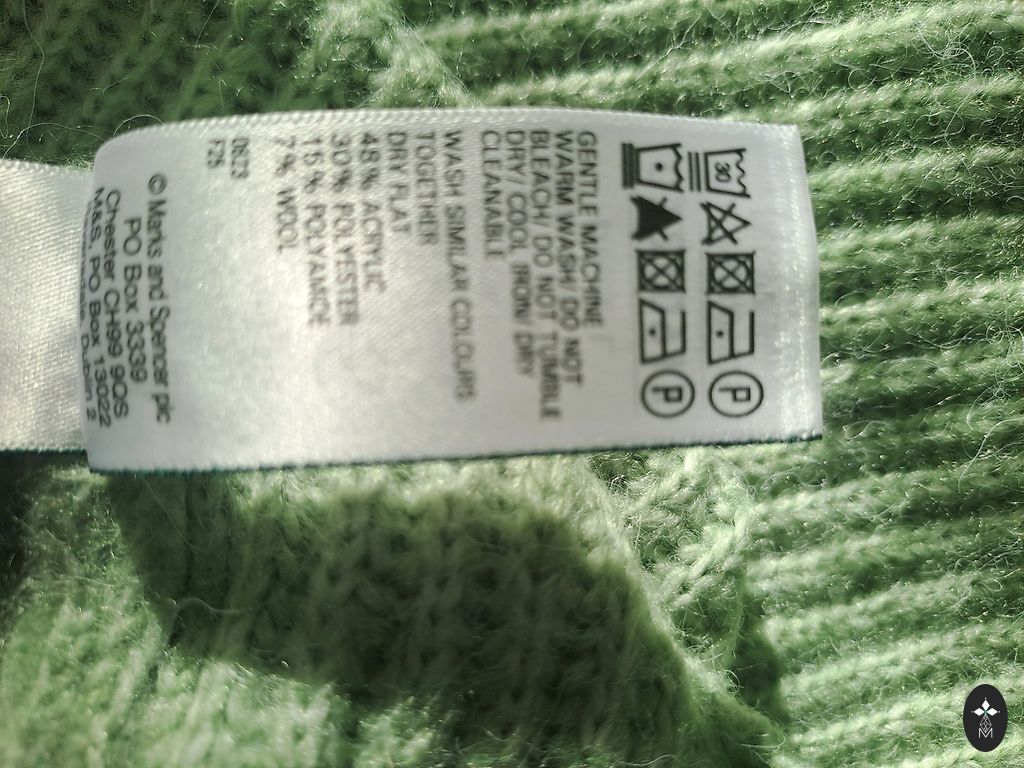 30
P
P
GENTLE MACHINE
WARM WASH/ DO NOT
BLEACH/ DO NOT TUMBLE
DRY/ COOL IRON/ DRY
CLEANABLE
WASH SIMILAR COLOURS
TOGETHER
DRY FLAT
48% ACRYLIC
30% POLYESTER
15% POLYAMIDE
7% WOOL
F25
© Marks and Spencer plc
PO Box 3339
Chester CH99 9QS
M&S, PO Box 13022
Dublin 2
M